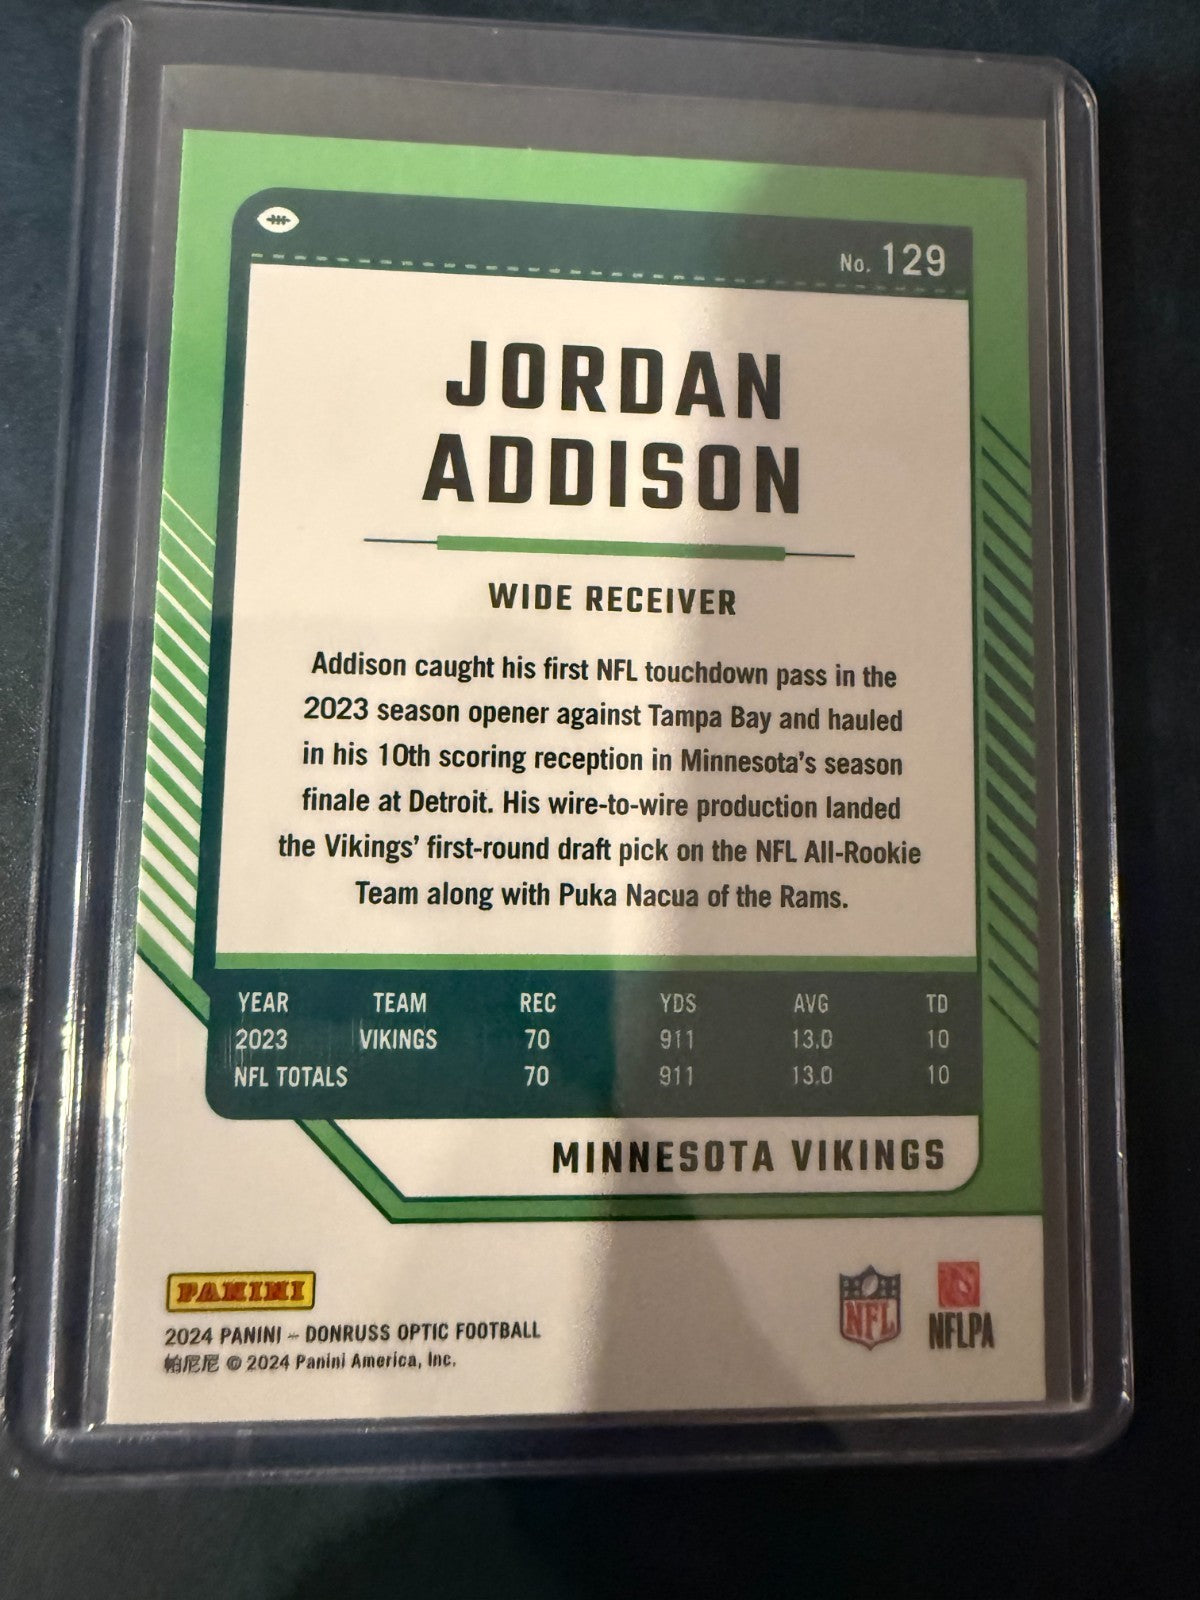 No. 129
JORDAN
ADDISON
WIDE RECEIVER
Addison caught his first NFL touchdown pass in the
2023 season opener against Tampa Bay and hauled
in his 10th scoring reception in Minnesota's season
finale at Detroit. His wire-to-wire production landed
the Vikings' first-round draft pick on the NFL All-Rookie
Team along with Puka Nacua of the Rams.
YEAR TEAM REC YDS AVG TD
2023 VIKINGS 70 911 13.0 10
NFL TOTALS 70 911 13.0 10
MINNESOTA VIKINGS
PANINI
NFL
NFLPA
2024 PANINI – DONRUSS OPTIC FOOTBALL
帕尼尼 © 2024 Panini America, Inc.